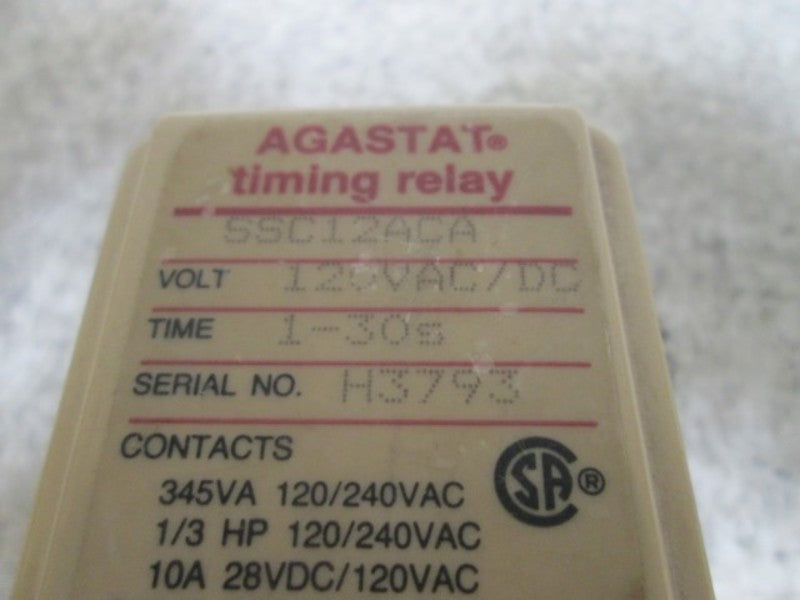 AGASTAT®
timing relay
SSC12ACA
VOLT 120VAC/DC
TIME 1-30s
SERIAL NO. H3793
CONTACTS
345VA 120/240VAC
1/3 HP 120/240VAC
10A 28VDC/120VAC
SA®